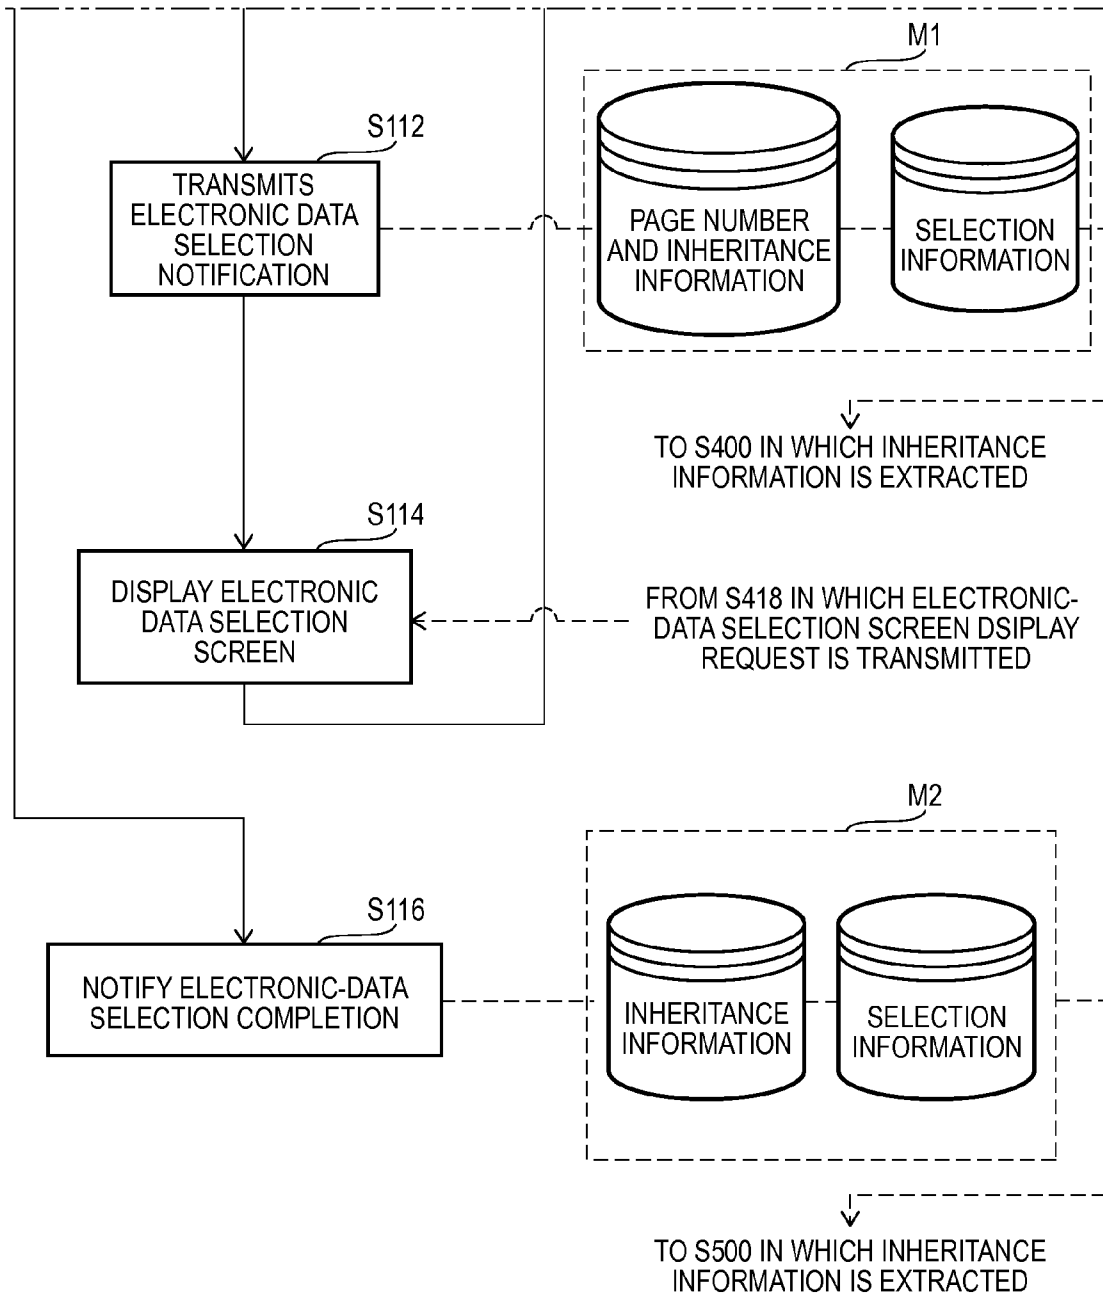 M1
S112
TRANSMITS
ELECTRONIC DATA
SELECTION
NOTIFICATION
PAGE NUMBER
AND INHERITANCE
INFORMATION
SELECTION
INFORMATION
TO S400 IN WHICH INHERITANCE
INFORMATION IS EXTRACTED
S114
DISPLAY ELECTRONIC
DATA SELECTION
SCREEN
FROM S418 IN WHICH ELECTRONIC-
DATA SELECTION SCREEN DSIPLAY
REQUEST IS TRANSMITTED
M2
S116
NOTIFY ELECTRONIC-DATA
SELECTION COMPLETION
INHERITANCE
INFORMATION
SELECTION
INFORMATION
TO S500 IN WHICH INHERITANCE
INFORMATION IS EXTRACTED